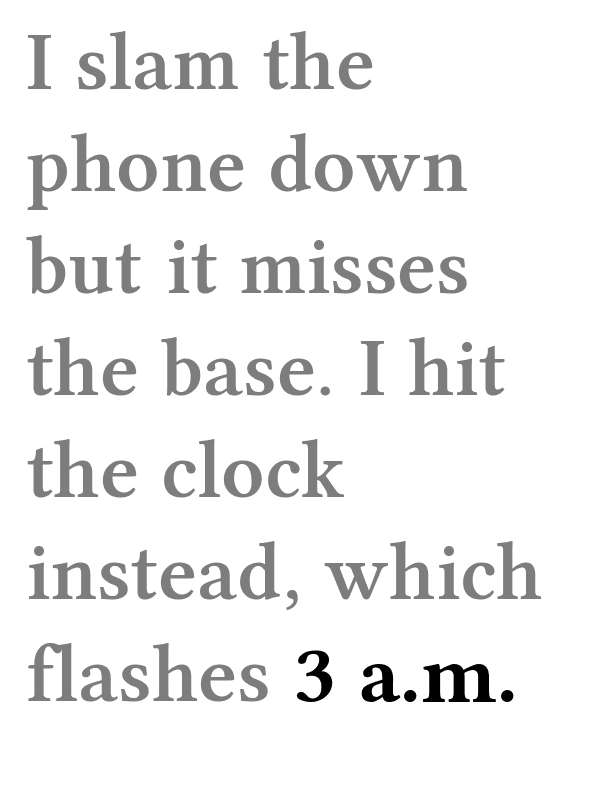 I slam the
phone down
but it misses
the base. I hit
the clock
instead, which
flashes 3 a.m.